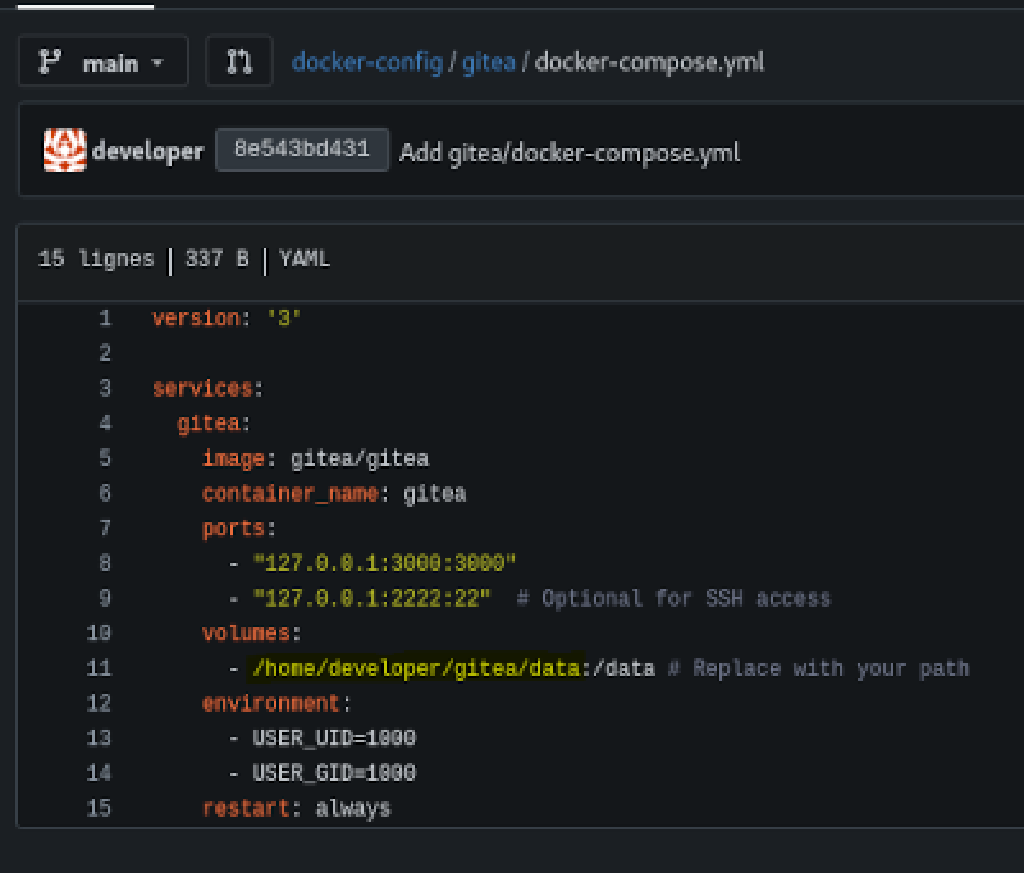 main
docker-config / gitea / docker-compose.yml
developer 8e543bd431 Add gitea/docker-compose.yml
15 lignes | 337 B | YAML
1 version: '3'
2
3 services:
4   gitea:
5     image: gitea/gitea
6     container_name: gitea
7     ports:
8       - "127.0.0.1:3000:3000"
9       - "127.0.0.1:2222:22"  # Optional for SSH access
10     volumes:
11       - /home/developer/gitea/data:/data # Replace with your path
12     environment:
13       - USER_UID=1000
14       - USER_GID=1000
15     restart: always